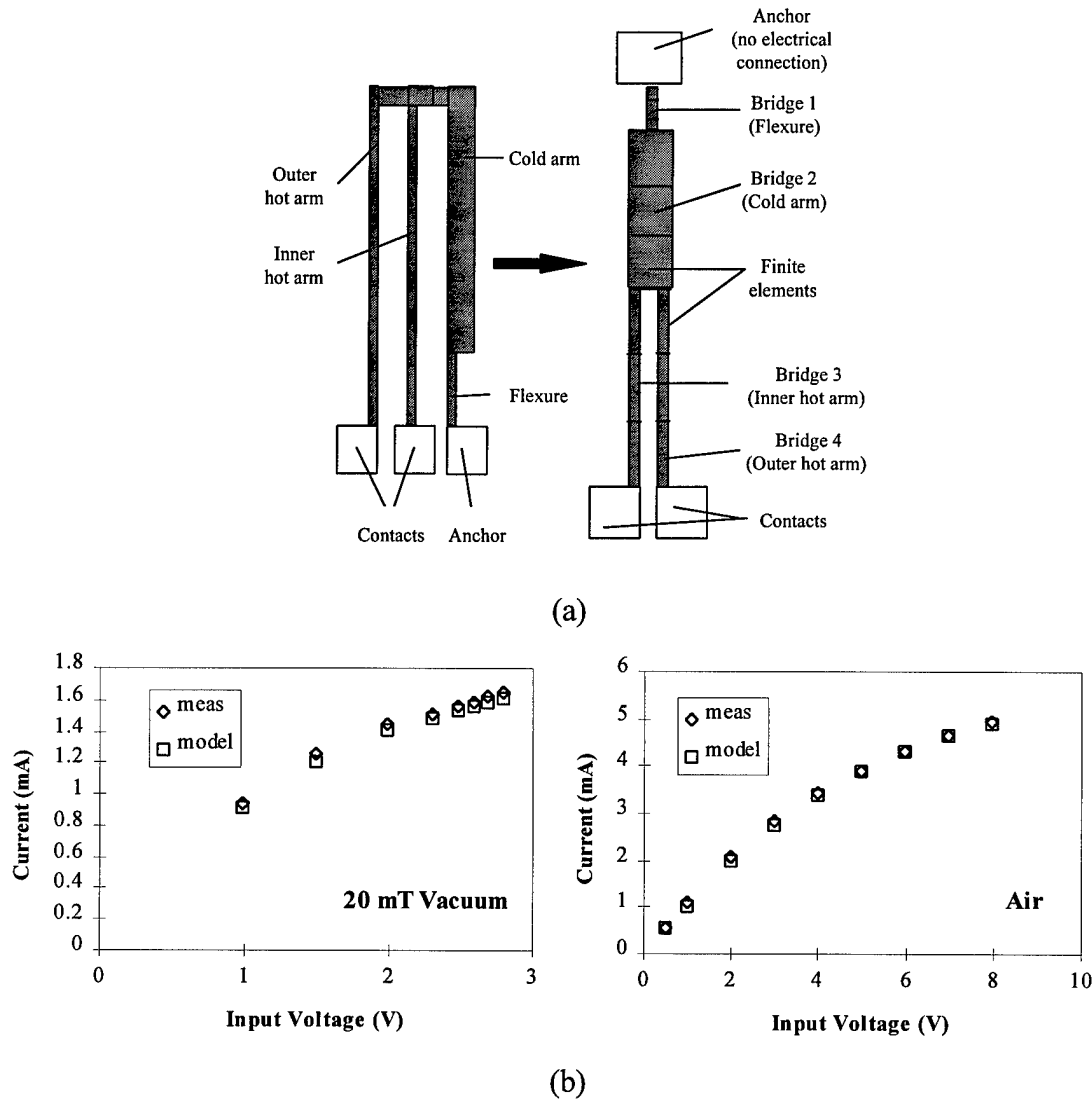 Anchor
(no electrical
connection)
Bridge 1
(Flexure)
Cold arm
Outer
hot arm
Bridge 2
(Cold arm)
Inner
hot arm
Finite
elements
Bridge 3
(Inner hot arm)
Flexure
Bridge 4
(Outer hot arm)
Contacts
Anchor
Contacts
(a)
1.8
1.6
1.4
1.2
1
0.8
0.6
0.4
0.2
0
Current (mA)
meas
model
20 mT Vacuum
0
1
2
3
Input Voltage (V)
6
5
4
3
2
1
0
Current (mA)
meas
model
Air
0
2
4
6
8
10
Input Voltage (V)
(b)